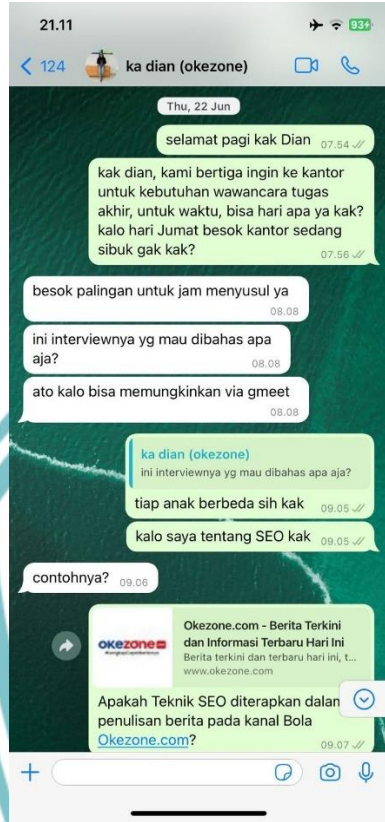 21.11
93
124
ka dian (okezone)
Thu, 22 Jun
selamat pagi kak Dian 07.54
kak dian, kami bertiga ingin ke kantor
untuk kebutuhan wawancara tugas
akhir, untuk waktu, bisa hari apa ya kak?
kalo hari Jumat besok kantor sedang
sibuk gak kak?
07.56
besok palingan untuk jam menyusul ya
08.08
ini interviewnya yg mau dibahas apa
aja?
08.08
ato kalo bisa memungkinkan via gmeet
08.08
ka dian (okezone)
ini interviewnya yg mau dibahas apa aja?
tiap anak berbeda sih kak 09.05
kalo saya tentang SEO kak 09.05
contohnya? 09.06
okezone
Okezone.com - Berita Terkini
dan Informasi Terbaru Hari Ini
Berita terkini dan terbaru hari ini, t...
www.okezone.com
Apakah Teknik SEO diterapkan dalam
penulisan berita pada kanal Bola
Okezone.com?
09.07